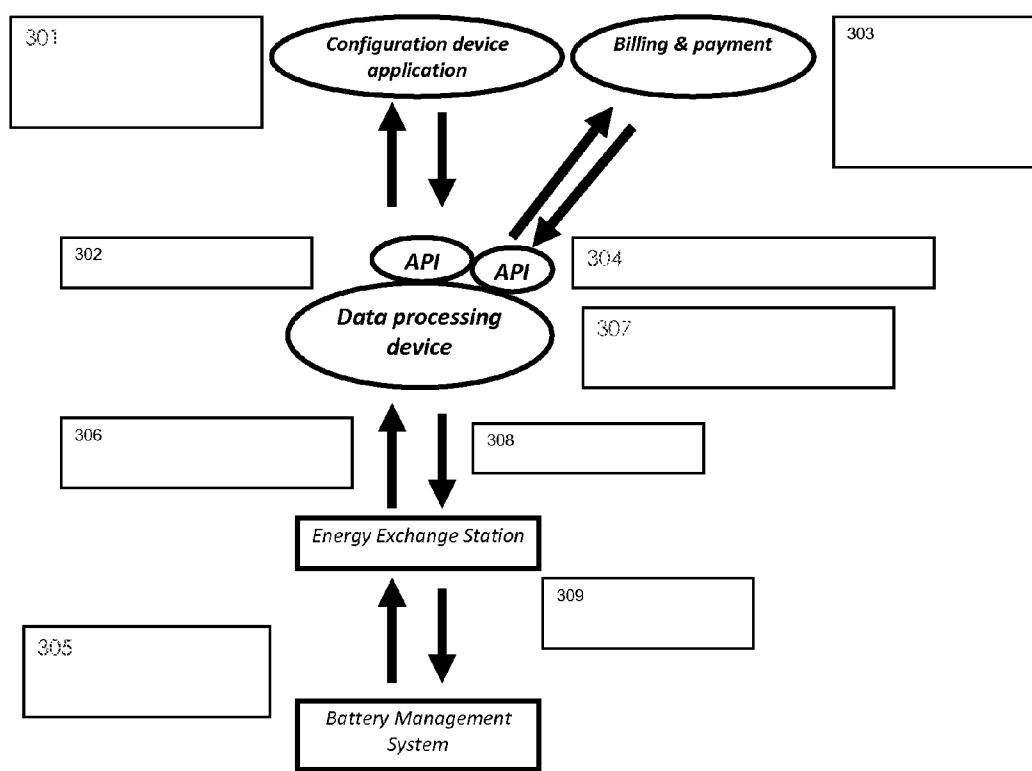 301
Configuration device
application
Billing & payment
303
302
API
API
304
Data processing
device
307
306
308
Energy Exchange Station
309
305
Battery Management
System